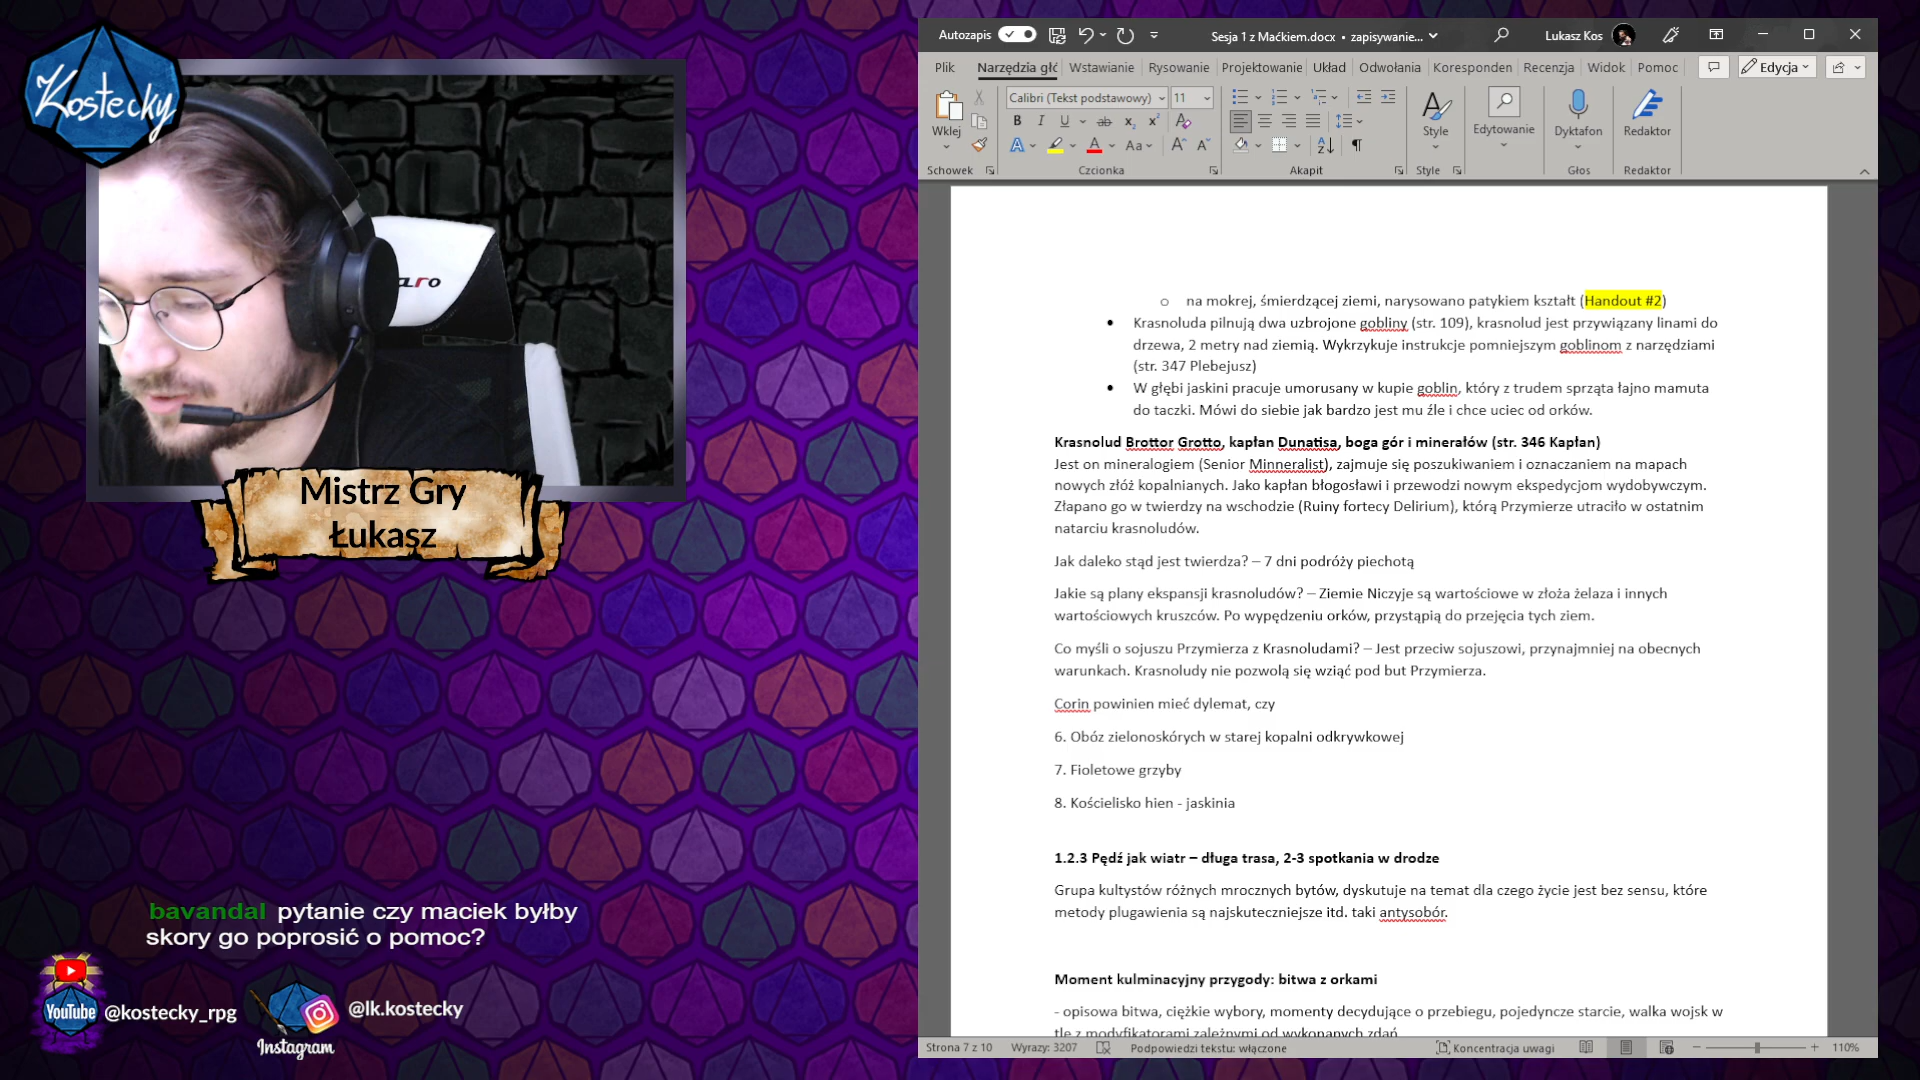 Kostecky
aro
Mistrz Gry
Łukasz
bavandal pytanie czy maciek byłby
skory go poprosić o pomoc?
YouTube @kostecky_rpg
Instagram @lk.kostecky
Autozapis Sesja 1 z Maćkiem.docx • zapisywanie... Lukasz Kos
Plik Narzędzia głć Wstawianie Rysowanie Projektowanie Układ Odwołania Koresponden Recenzja Widok Pomoc Edycja
Calibri (Tekst podstawowy) 11
Wklej Style Edytowanie Dyktafon Redaktor
Schowek Czcionka Akapit Style Głos Redaktor
o na mokrej, śmierdzącej ziemi, narysowano patykiem kształt (Handout #2)
• Krasnoluda pilnują dwa uzbrojone gobliny (str. 109), krasnolud jest przywiązany linami do
drzewa, 2 metry nad ziemią. Wykrzykuje instrukcje pomniejszym goblinom z narzędziami
(str. 347 Plebejusz)
• W głębi jaskini pracuje umorusany w kupie goblin, który z trudem sprząta łajno mamuta
do taczki. Mówi do siebie jak bardzo jest mu źle i chce uciec od orków.
Krasnolud Brottor Grotto, kapłan Dunatisa, boga gór i minerałów (str. 346 Kapłan)
Jest on mineralogiem (Senior Minneralist), zajmuje się poszukiwaniem i oznaczaniem na mapach
nowych złóż kopalnianych. Jako kapłan błogosławi i przewodzi nowym ekspedycjom wydobywczym.
Złapano go w twierdzy na wschodzie (Ruiny fortecy Delirium), którą Przymierze utraciło w ostatnim
natarciu krasnoludów.
Jak daleko stąd jest twierdza? – 7 dni podróży piechotą
Jakie są plany ekspansji krasnoludów? – Ziemie Niczyje są wartościowe w złoża żelaza i innych
wartościowych kruszców. Po wypędzeniu orków, przystąpią do przejęcia tych ziem.
Co myśli o sojuszu Przymierza z Krasnoludami? – Jest przeciw sojuszowi, przynajmniej na obecnych
warunkach. Krasnoludy nie pozwolą się wziąć pod but Przymierza.
Corin powinien mieć dylemat, czy
6. Obóz zielonoskórych w starej kopalni odkrywkowej
7. Fioletowe grzyby
8. Kościelisko hien - jaskinia
1.2.3 Pędź jak wiatr – długa trasa, 2-3 spotkania w drodze
Grupa kultystów różnych mrocznych bytów, dyskutuje na temat dla czego życie jest bez sensu, które
metody plugawienia są najskuteczniejsze itd. taki antysobór.
Moment kulminacyjny przygody: bitwa z orkami
- opisowa bitwa, ciężkie wybory, momenty decydujące o przebiegu, pojedyncze starcie, walka wojsk w
tle z modyfikatorami zależnymi od wykonanych zdań
Strona 7 z 10 Wyrazy: 3207 Podpowiedzi tekstu: włączone Koncentracja uwagi 110%